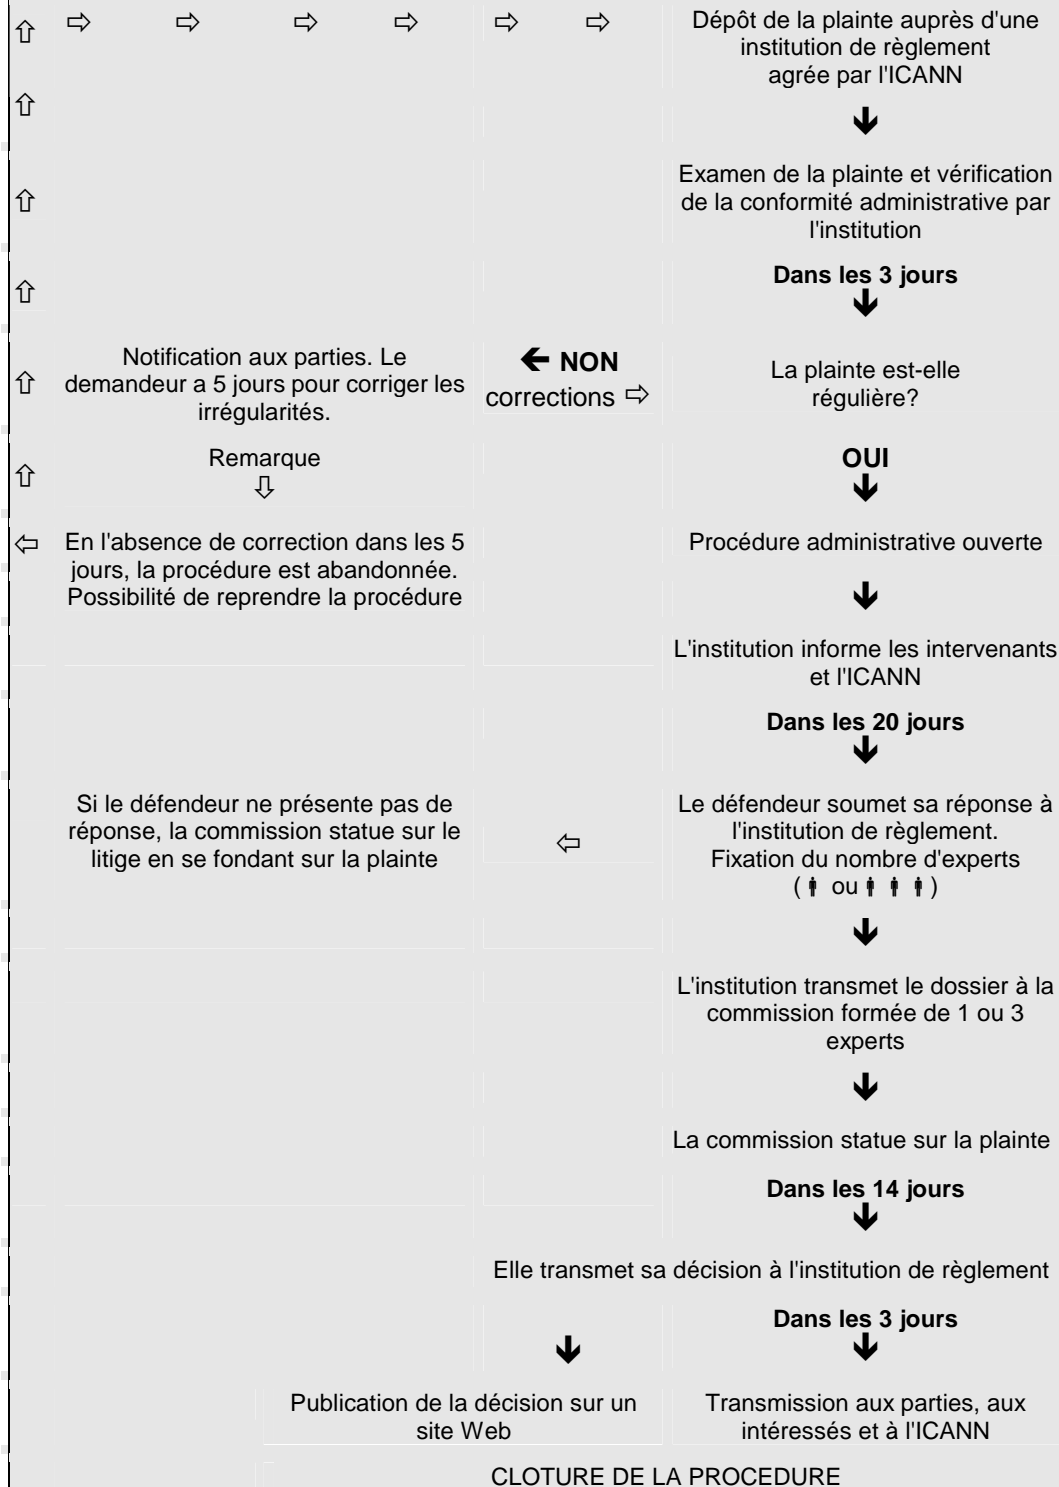 ⇧ ⇨ ⇨ ⇨ ⇨ ⇨ ⇨ Dépôt de la plainte auprès d'une
institution de règlement
agrée par l'ICANN
⇧
🡻
Examen de la plainte et vérification
⇧ de la conformité administrative par
l'institution
Dans les 3 jours
⇧ 🡻
Notification aux parties. Le
⇧ demandeur a 5 jours pour corriger les
irrégularités.
🡸 NON
corrections ⇨
La plainte est-elle
régulière?
Remarque
⇧ ⇩
OUI
🡻
⇦ En l'absence de correction dans les 5
jours, la procédure est abandonnée.
Possibilité de reprendre la procédure
Procédure administrative ouverte
🡻
L'institution informe les intervenants
et l'ICANN
Dans les 20 jours
🡻
Si le défendeur ne présente pas de
réponse, la commission statue sur le
litige en se fondant sur la plainte
⇦
Le défendeur soumet sa réponse à
l'institution de règlement.
Fixation du nombre d'experts
( 🛉 ou 🛉 🛉 🛉 )
🡻
L'institution transmet le dossier à la
commission formée de 1 ou 3
experts
🡻
La commission statue sur la plainte
Dans les 14 jours
🡻
Elle transmet sa décision à l'institution de règlement
Dans les 3 jours
🡻 🡻
Publication de la décision sur un
site Web
Transmission aux parties, aux
intéressés et à l'ICANN
CLOTURE DE LA PROCEDURE